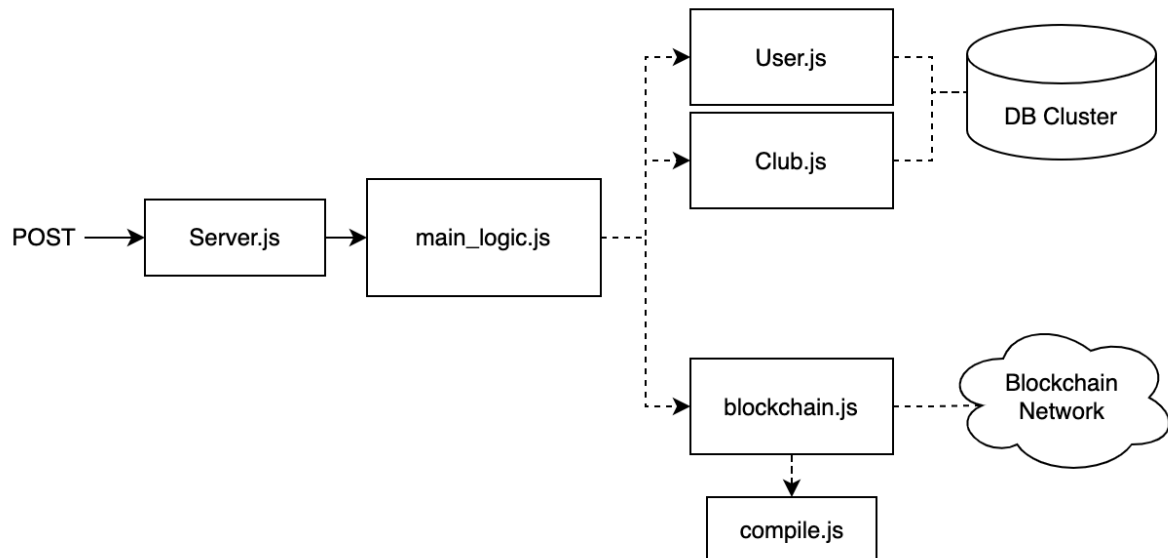 User.js
DB Cluster
Club.js
POST
Server.js
main_logic.js
blockchain.js
Blockchain
Network
compile.js